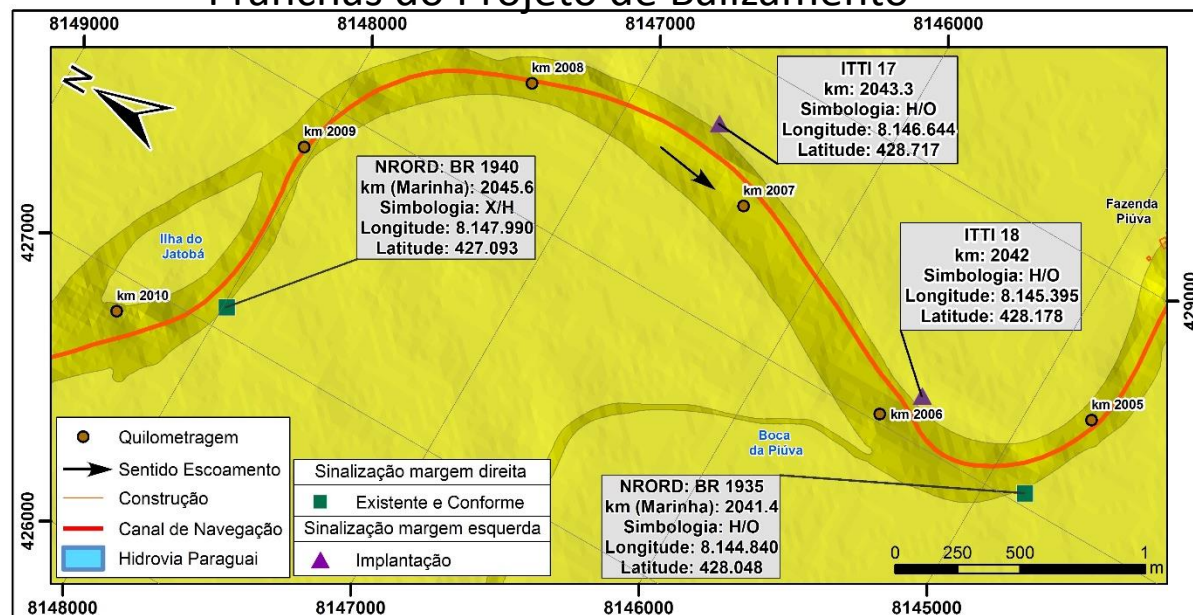 Pranchas do Projeto de Balizamento
8149000
8148000
8147000
8146000
N
km 2008
km 2009
ITTI 17
km: 2043.3
Simbologia: H/O
Longitude: 8.146.644
Latitude: 428.717
NRORD: BR 1940
km (Marinha): 2045.6
Simbologia: X/H
Longitude: 8.147.990
Latitude: 427.093
km 2007
Fazenda
Piúva
427000
Ilha do
Jatobá
ITTI 18
km: 2042
Simbologia: H/O
Longitude: 8.145.395
Latitude: 428.178
km 2010
429000
km 2006
km 2005
Boca
da Piúva
Quilometragem
Sentido Escoamento
Construção
Canal de Navegação
Hidrovia Paraguai
Sinalização margem direita
Existente e Conforme
Sinalização margem esquerda
Implantação
NRORD: BR 1935
km (Marinha): 2041.4
Simbologia: H/O
Longitude: 8.144.840
Latitude: 428.048
0 250 500 1
m
426000
8148000
8147000
8146000
8145000